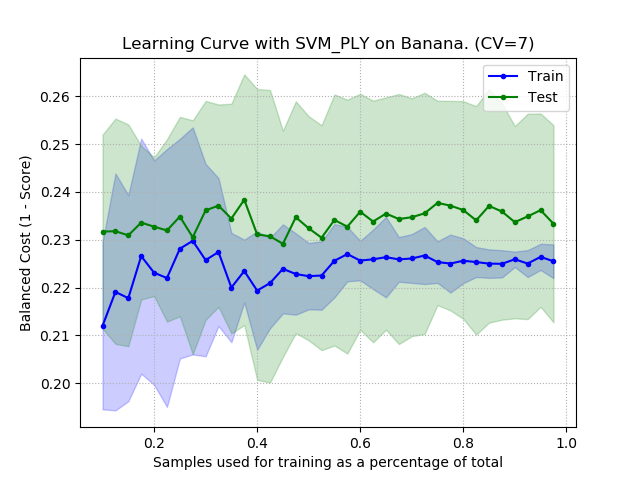 Learning Curve with SVM_PLY on Banana. (CV=7)
Train
Test
Balanced Cost (1 - Score)
0.26
0.25
0.24
0.23
0.22
0.21
0.20
0.2 0.4 0.6 0.8 1.0
Samples used for training as a percentage of total